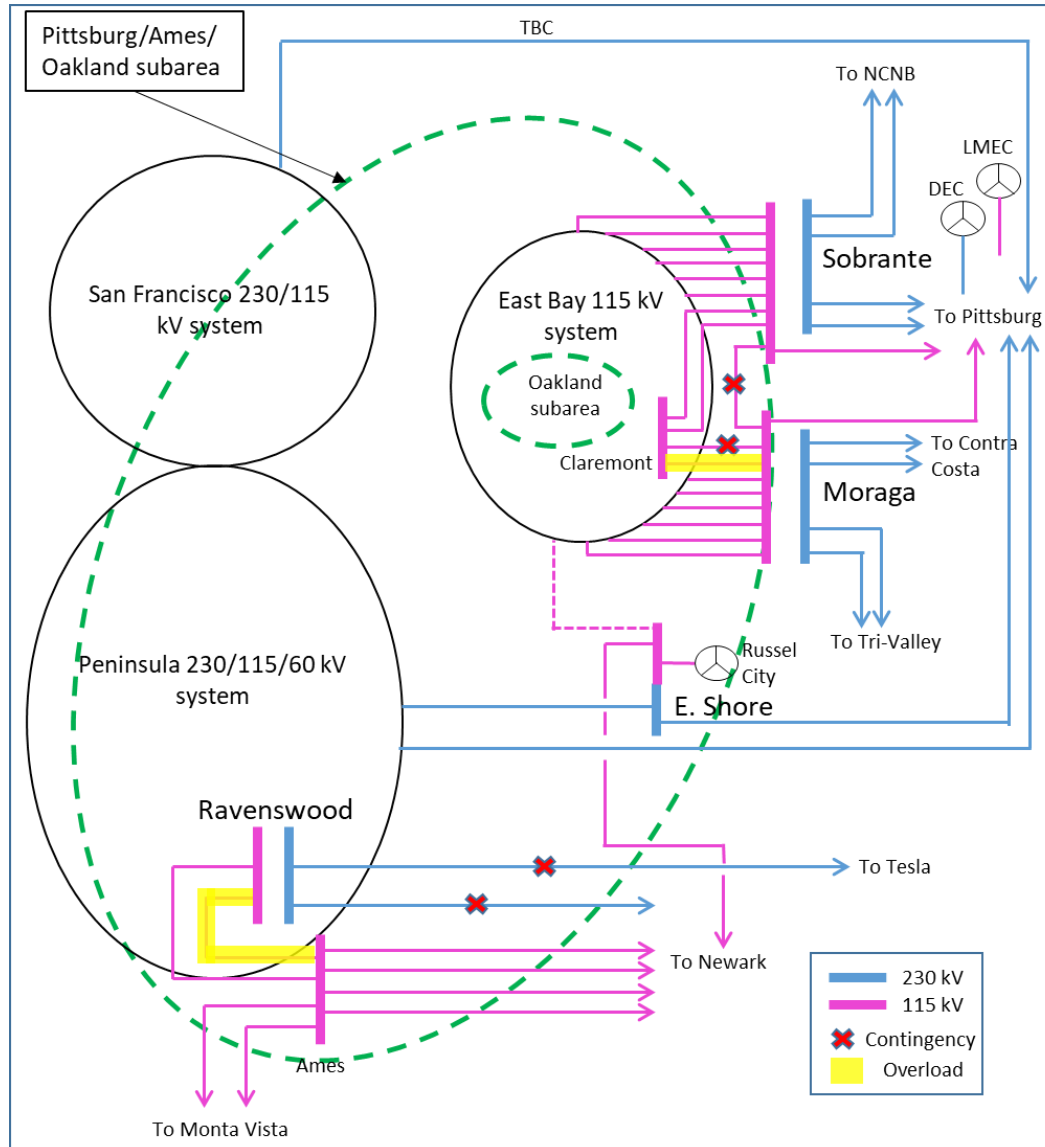 Pittsburg/Ames/
Oakland subarea
TBC
To NCNB
LMEC
DEC
Sobrante
San Francisco 230/115
kV system
East Bay 115 kV
system
To Pittsburg
Oakland
subarea
Claremont
To Contra
Costa
Moraga
To Tri-Valley
Peninsula 230/115/60 kV
system
Russel
City
E. Shore
Ravenswood
To Tesla
To Newark
230 kV
115 kV
Contingency
Overload
Ames
To Monta Vista